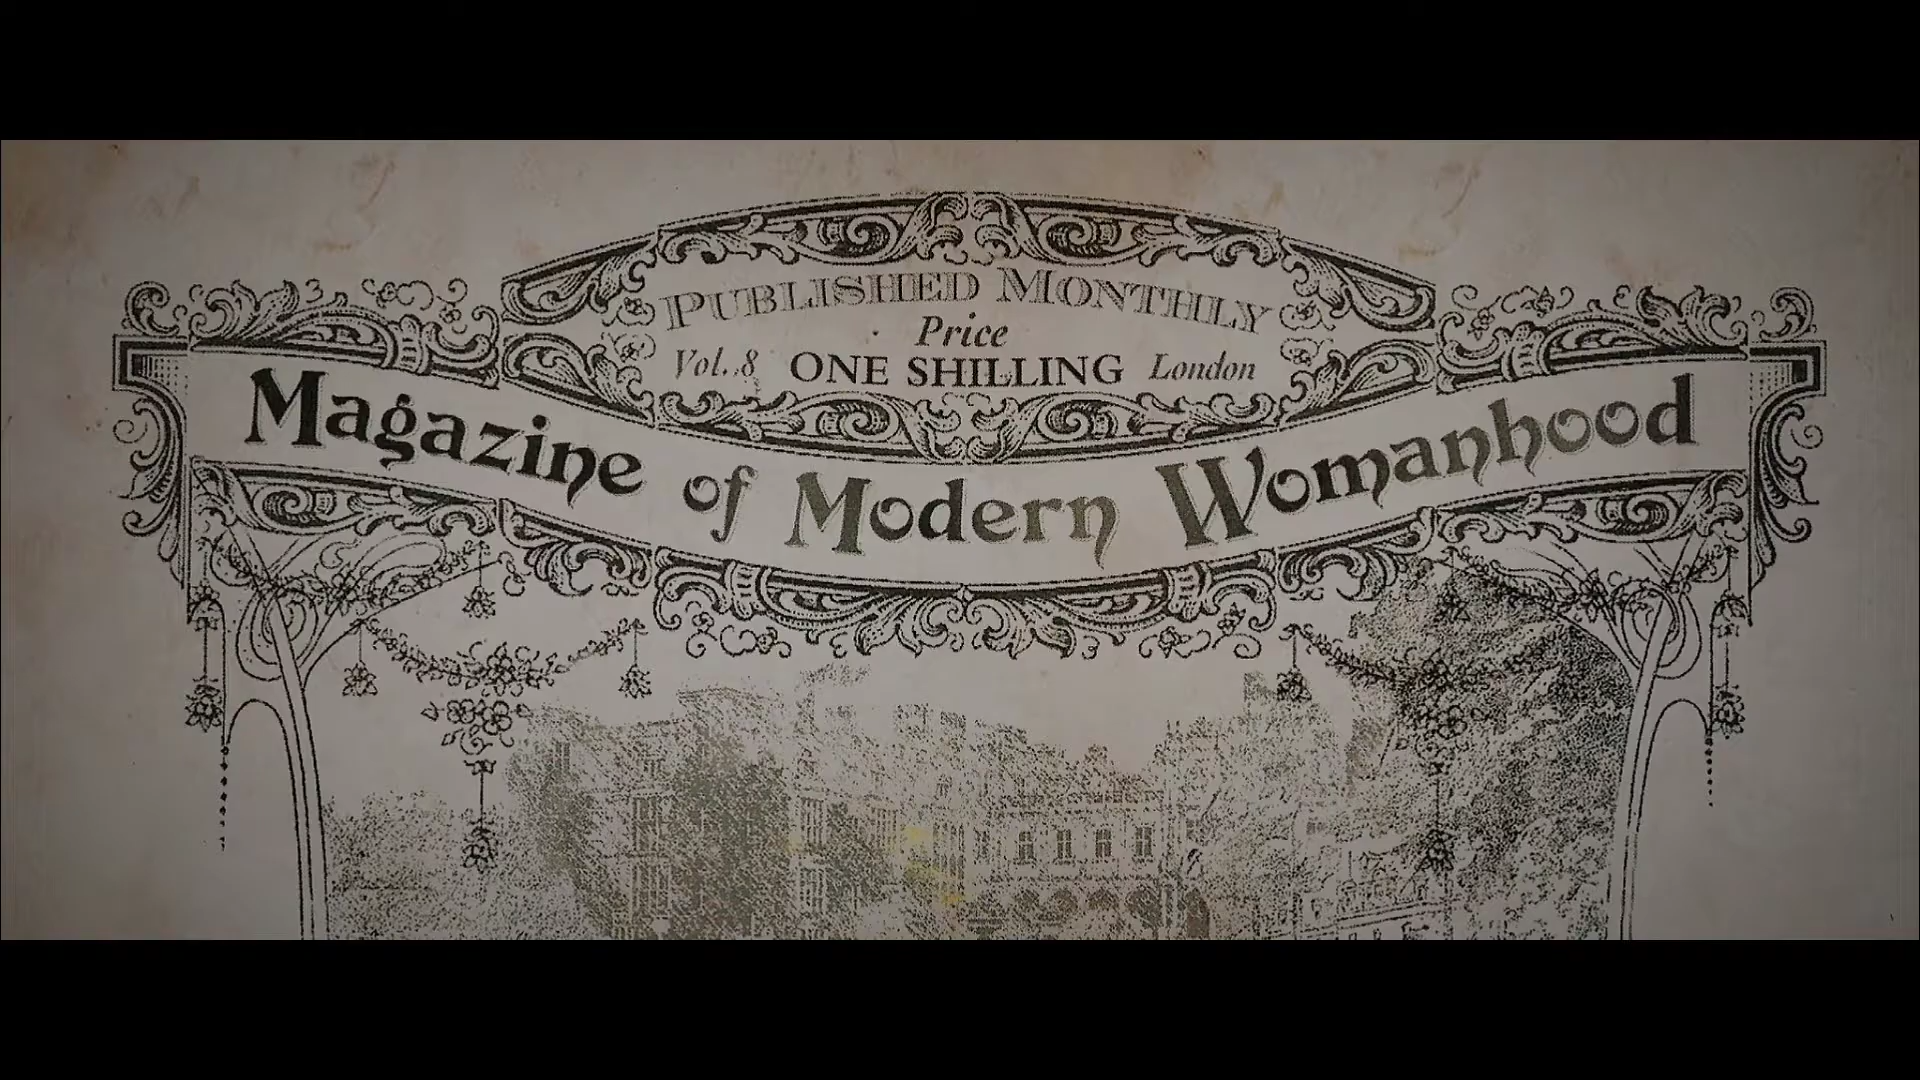 PUBLISHED MONTHLY
Price
Vol. 8 ONE SHILLING London
Magazine of Modern Womanhood